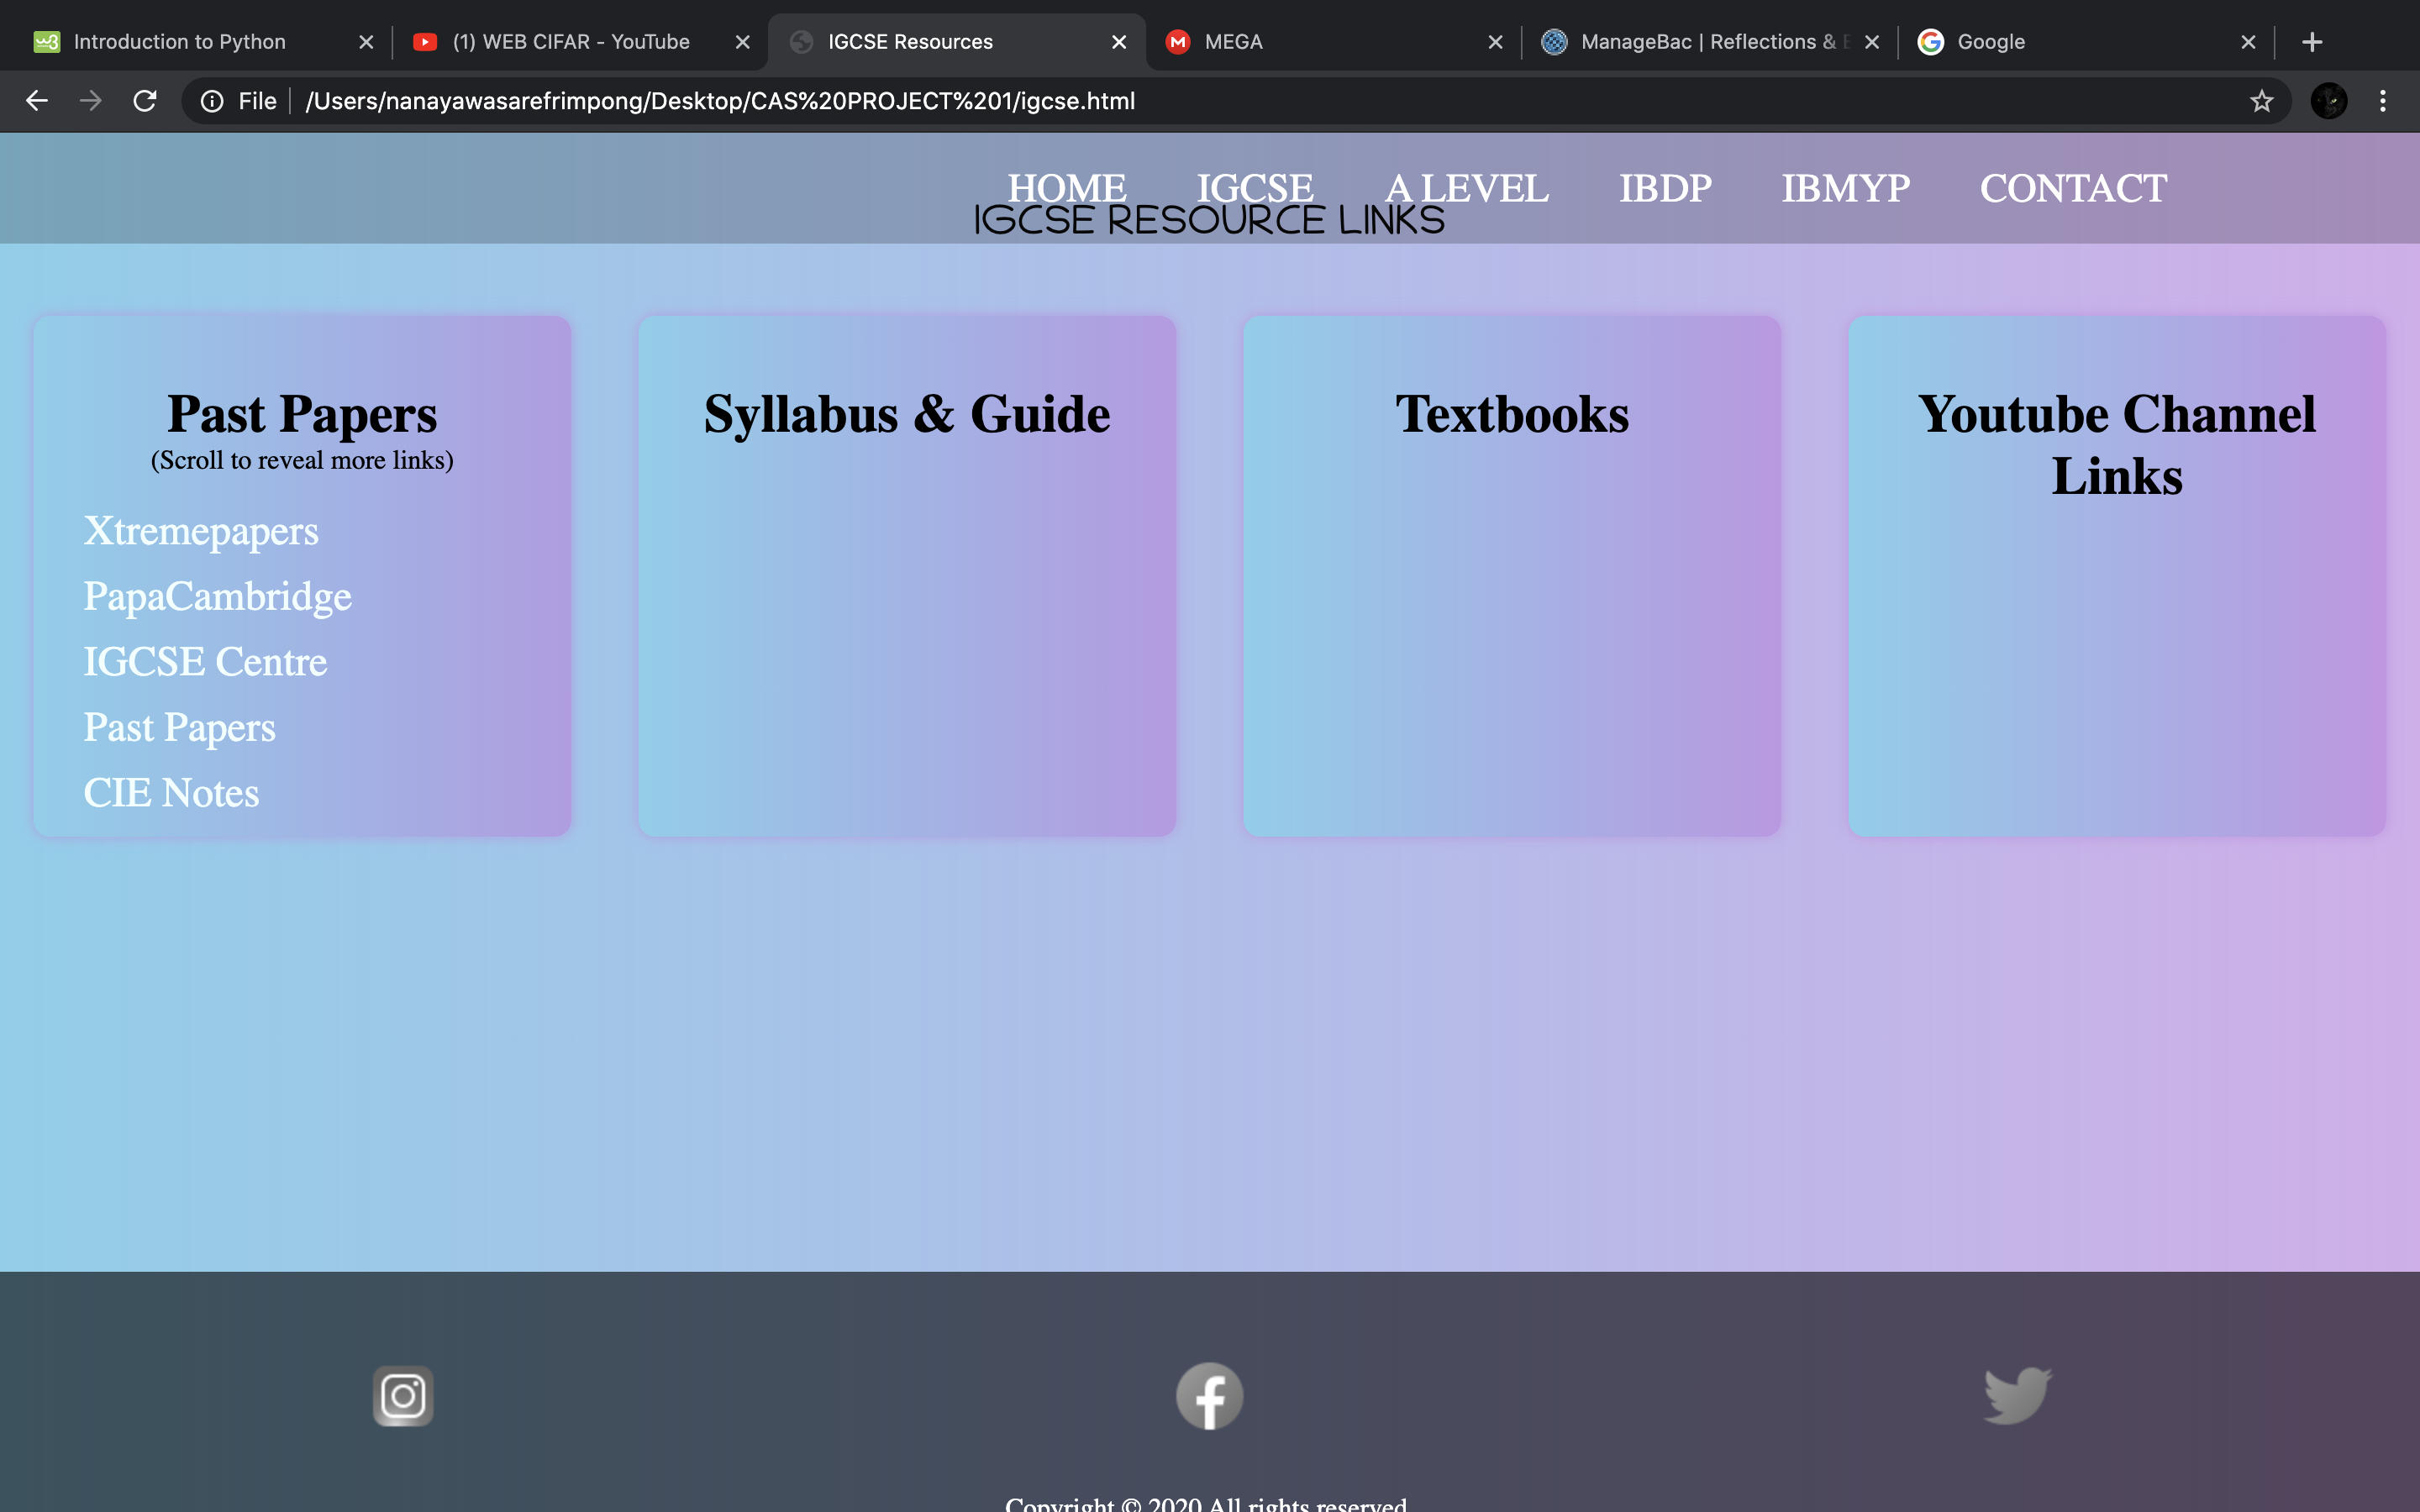 Introduction to Python
(1) WEB CIFAR - YouTube
IGCSE Resources
MEGA
ManageBac | Reflections &
Google
File
/Users/nanayawasarefrimpong/Desktop/CAS%20PROJECT%201/igcse.html
HOME IGCSE A LEVEL IBDP IBMYP CONTACT
IGCSE RESOURCE LINKS
Past Papers
(Scroll to reveal more links)
Xtremepapers
PapaCambridge
IGCSE Centre
Past Papers
CIE Notes
Syllabus & Guide
Textbooks
Youtube Channel
Links
Copyright © 2020 All rights reserved